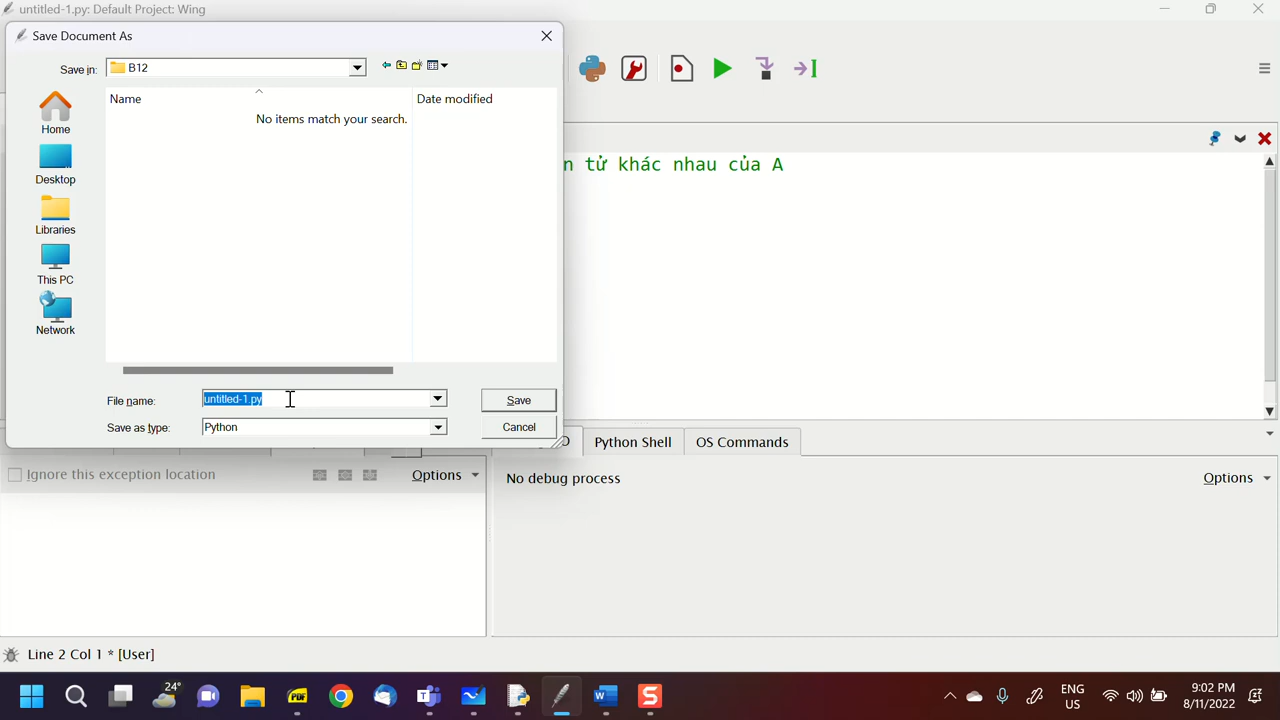 untitled-1.py: Default Project: Wing
Save Document As
Save in:
B12
Name
Date modified
No items match your search.
Home
Desktop
Libraries
This PC
Network
File name:
untitled-1.py
Save
Save as type:
Python
Cancel
n tử khác nhau của A
Python Shell
OS Commands
Ignore this exception location
Options
No debug process
Options
Line 2 Col 1 * [User]
24°
PDF
W
S
ENG
US
9:02 PM
8/11/2022